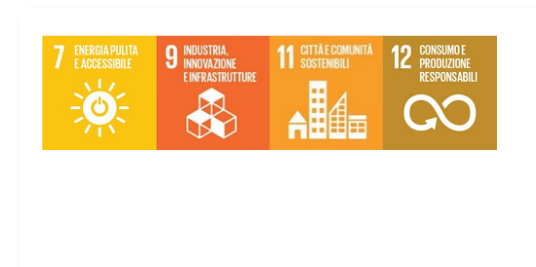 7 ENERGIA PULITA
E ACCESSIBILE
9 INDUSTRIA,
INNOVAZIONE
E INFRASTRUTTURE
11 CITTÀ E COMUNITÀ
SOSTENIBILI
12 CONSUMO E
PRODUZIONE
RESPONSABILI